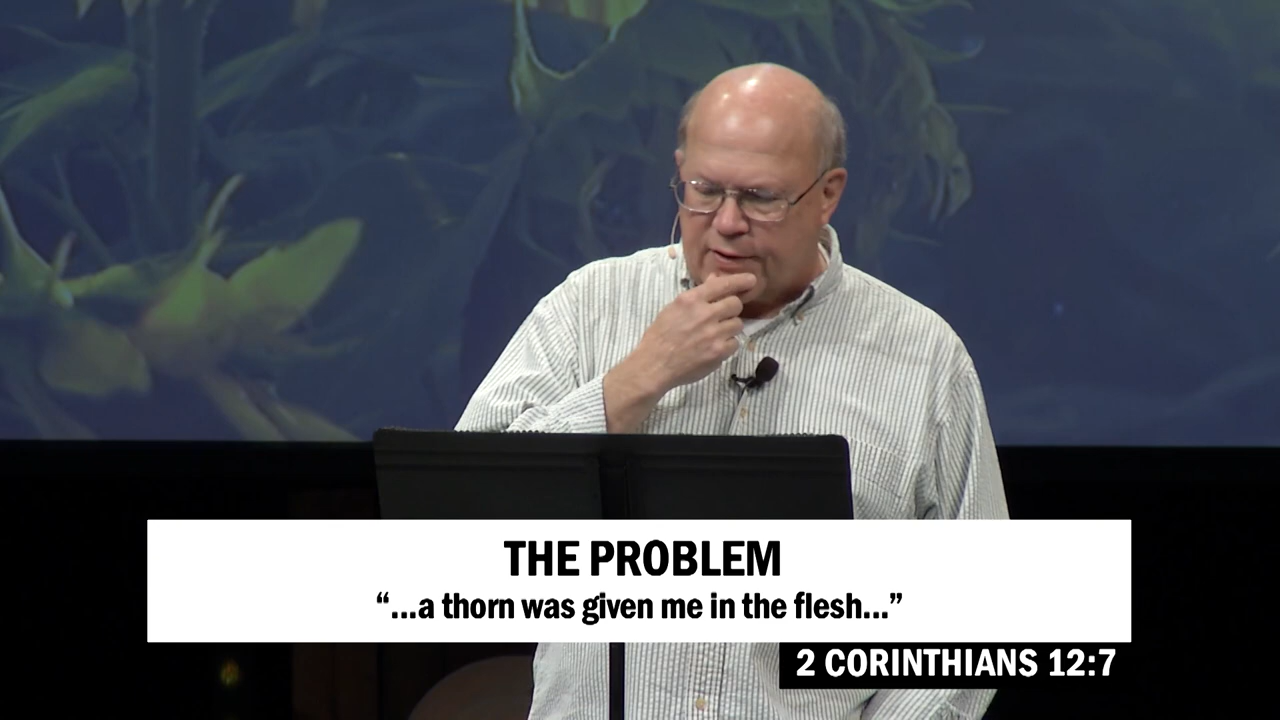 THE PROBLEM
“...a thorn was given me in the flesh...”
2 CORINTHIANS 12:7